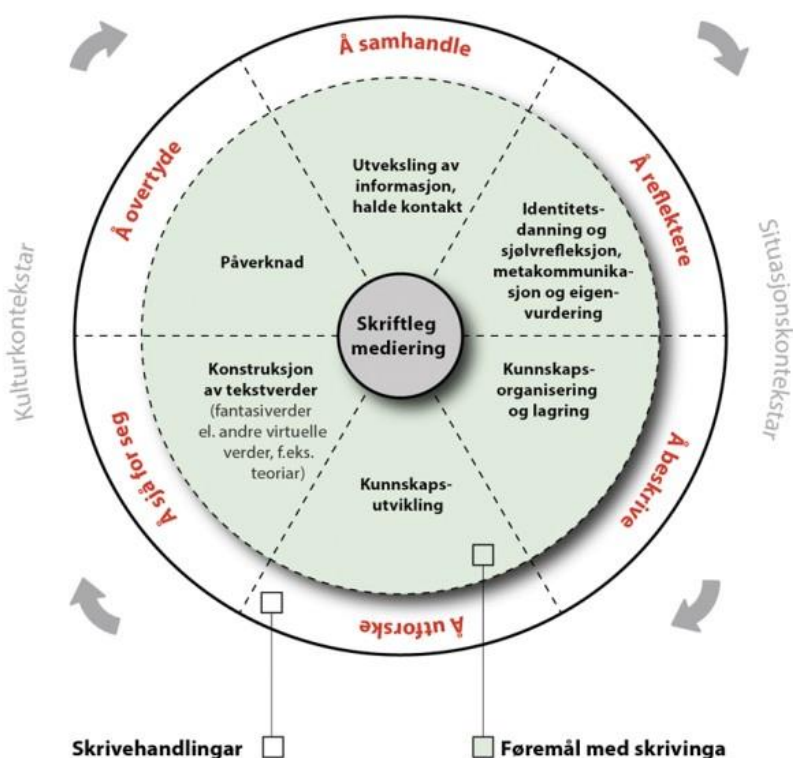 Å samhandle
Å reflektere
Å beskrive
Å utforske
Å sjå for seg
Å overtyde
Kulturkontekstar
Situasjonskontekstar
Utveksling av
informasjon,
halde kontakt
Identitets-
danning og
sjølvrefleksjon,
metakommunika-
sjon og eigen-
vurdering
Påverknad
Skriftleg
mediering
Konstruksjon
av tekstverder
(fantasiverder
el. andre virtuelle
verder, f.eks.
teoriar)
Kunnskaps-
organisering
og lagring
Kunnskaps-
utvikling
Skrivehandlingar
Føremål med skrivinga